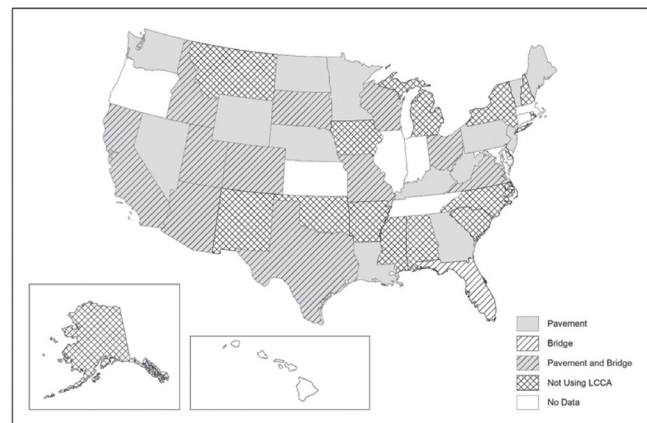 Pavement
Bridge
Pavement and Bridge
Not Using LCCA
No Data